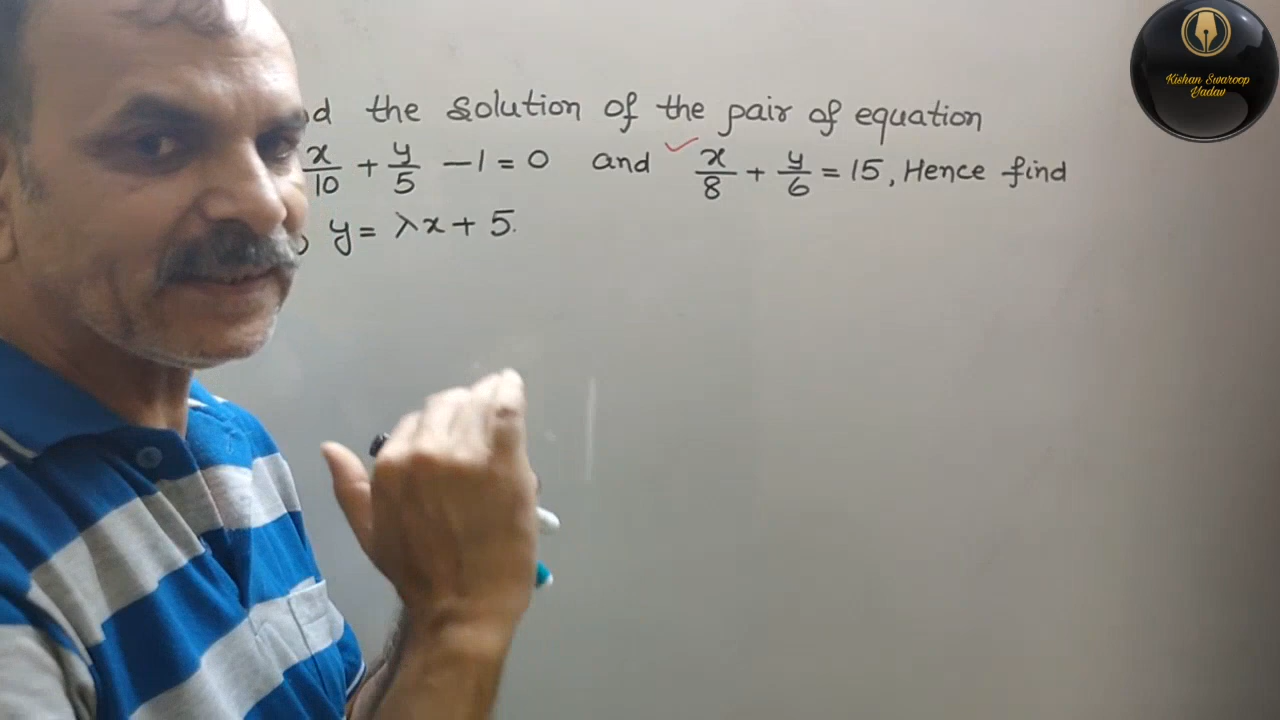 the solution of the pair of equation
x/10 + y/5 - 1 = 0 and x/8 + y/6 = 15, Hence find
y = λx + 5.
Kishan Swaroop
Yadav